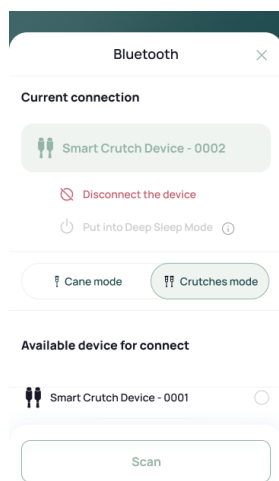 Bluetooth
Current connection
Smart Crutch Device - 0002
Disconnect the device
Put into Deep Sleep Mode
Cane mode
Crutches mode
Available device for connect
Smart Crutch Device - 0001
Scan